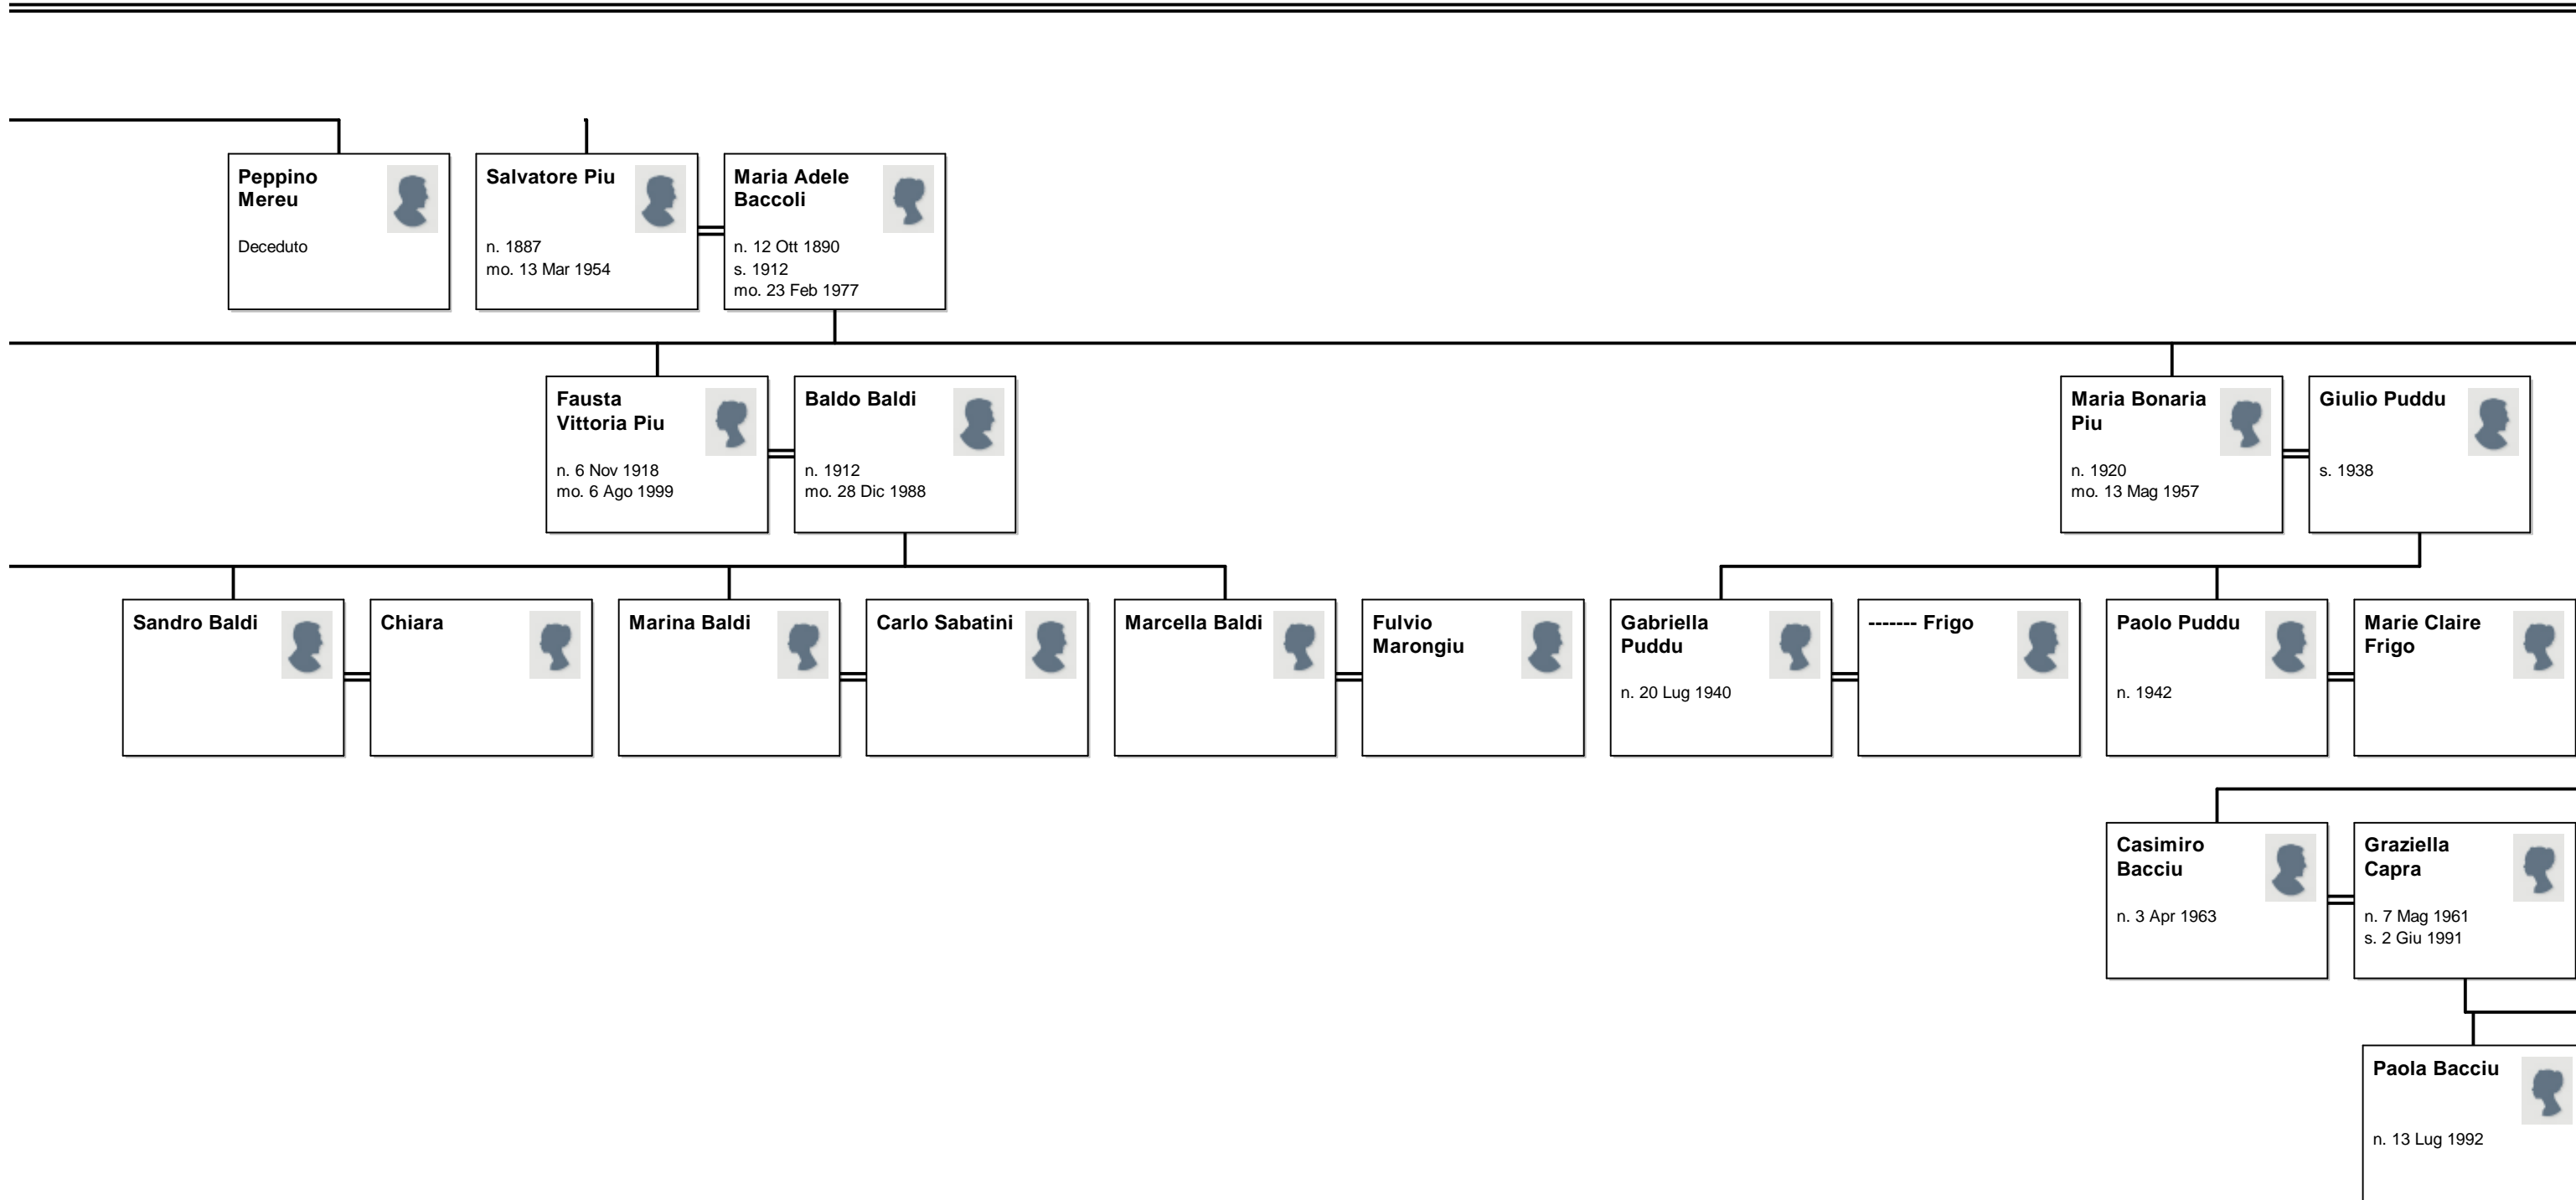 Peppino
Mereu
Deceduto
Salvatore Piu
n. 1887
mo. 13 Mar 1954
Maria Adele
Baccoli
n. 12 Ott 1890
s. 1912
mo. 23 Feb 1977
Fausta
Vittoria Piu
n. 6 Nov 1918
mo. 6 Ago 1999
Baldo Baldi
n. 1912
mo. 28 Dic 1988
Maria Bonaria
Piu
n. 1920
mo. 13 Mag 1957
Giulio Puddu
s. 1938
Sandro Baldi
Chiara
Marina Baldi
Carlo Sabatini
Marcella Baldi
Fulvio
Marongiu
Gabriella
Puddu
n. 20 Lug 1940
------- Frigo
Paolo Puddu
n. 1942
Marie Claire
Frigo
Casimiro
Bacciu
n. 3 Apr 1963
Graziella
Capra
n. 7 Mag 1961
s. 2 Giu 1991
Paola Bacciu
n. 13 Lug 1992